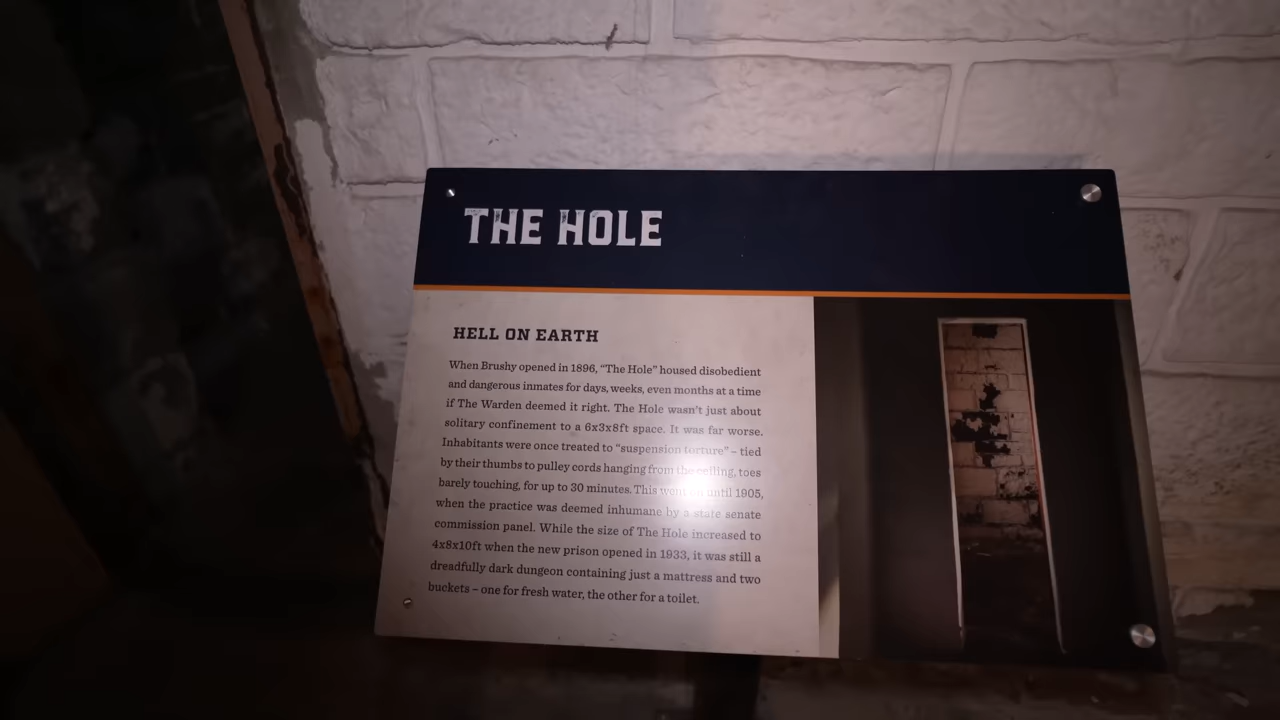 THE HOLE
HELL ON EARTH
When Brushy opened in 1896, “The Hole” housed disobedient
and dangerous inmates for days, weeks, even months at a time
if The Warden deemed it right. The Hole wasn’t just about
solitary confinement to a 6x3x8ft space. It was far worse.
Inhabitants were once treated to “suspension torture” – tied
by their thumbs to pulley cords hanging from the ceiling, toes
barely touching, for up to 30 minutes. This went on until 1905,
when the practice was deemed inhumane by a state senate
commission panel. While the size of The Hole increased to
4x8x10ft when the new prison opened in 1933, it was still a
dreadfully dark dungeon containing just a mattress and two
buckets – one for fresh water, the other for a toilet.